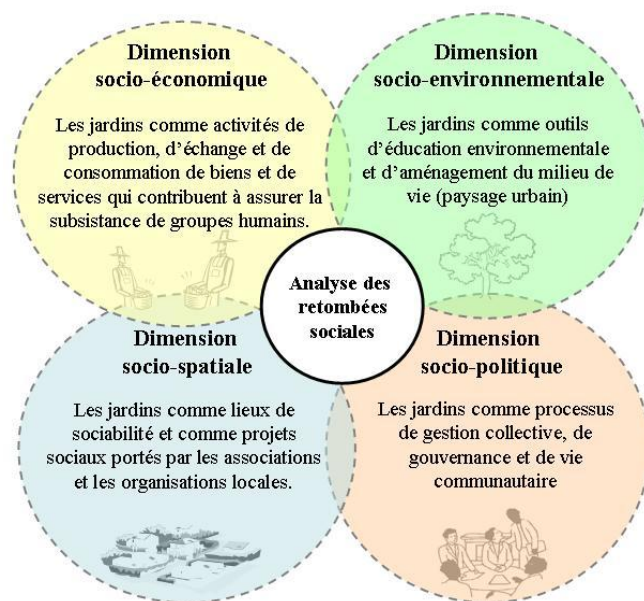 Dimension
socio-économique
Les jardins comme activités de
production, d'échange et de
consommation de biens et de
services qui contribuent à assurer la
subsistance de groupes humains.
Dimension
socio-environnementale
Les jardins comme outils
d'éducation environnementale
et d'aménagement du milieu de
vie (paysage urbain)
Analyse des
retombées
sociales
Dimension
socio-spatiale
Les jardins comme lieux de
sociabilité et comme projets
sociaux portés par les associations
et les organisations locales.
Dimension
socio-politique
Les jardins comme processus
de gestion collective, de
gouvernance et de vie
communautaire